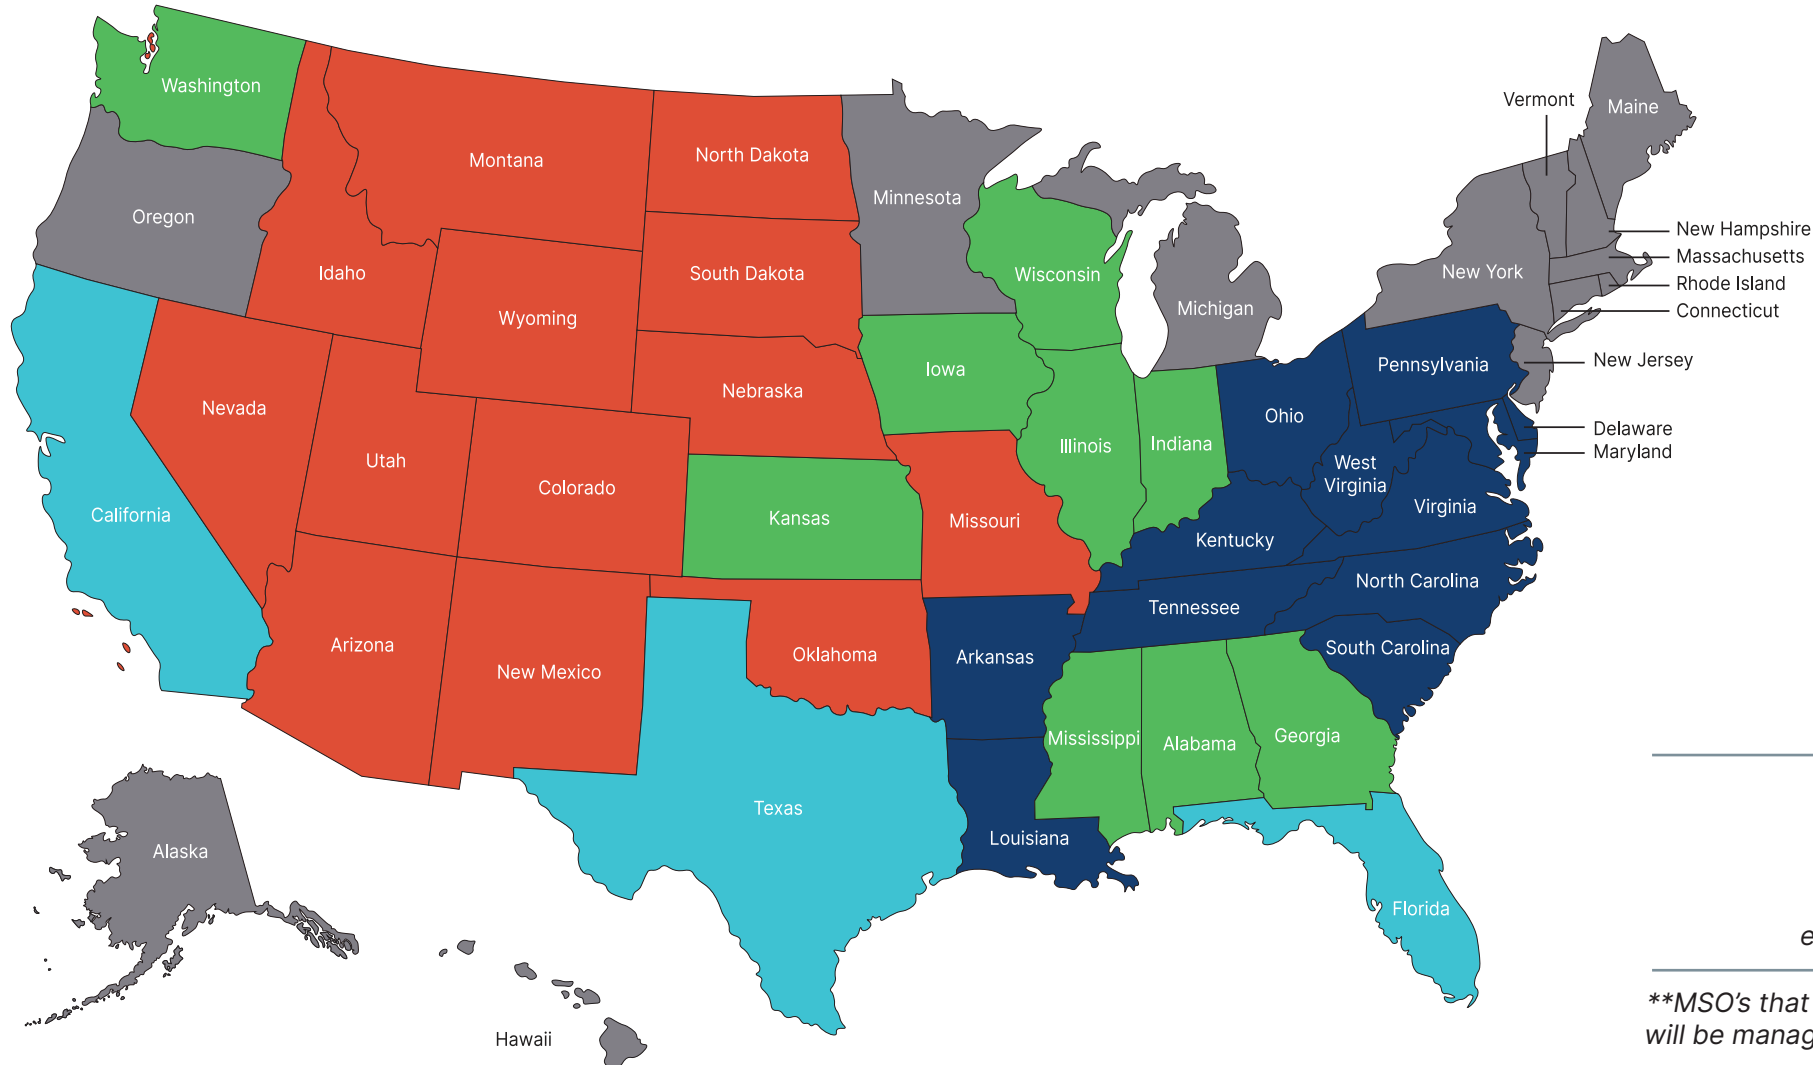 Washington
Oregon
California
Idaho
Nevada
Montana
Wyoming
Utah
Colorado
Arizona
New Mexico
North Dakota
South Dakota
Nebraska
Kansas
Oklahoma
Texas
Minnesota
Iowa
Missouri
Arkansas
Louisiana
Wisconsin
Illinois
Indiana
Michigan
Ohio
Kentucky
Tennessee
Mississippi
Alabama
Georgia
Florida
South Carolina
North Carolina
Virginia
West
Virginia
Pennsylvania
New York
Vermont
Maine
New Hampshire
Massachusetts
Rhode Island
Connecticut
New Jersey
Delaware
Maryland
Alaska
Hawaii
e
**MSO's that
will be manag